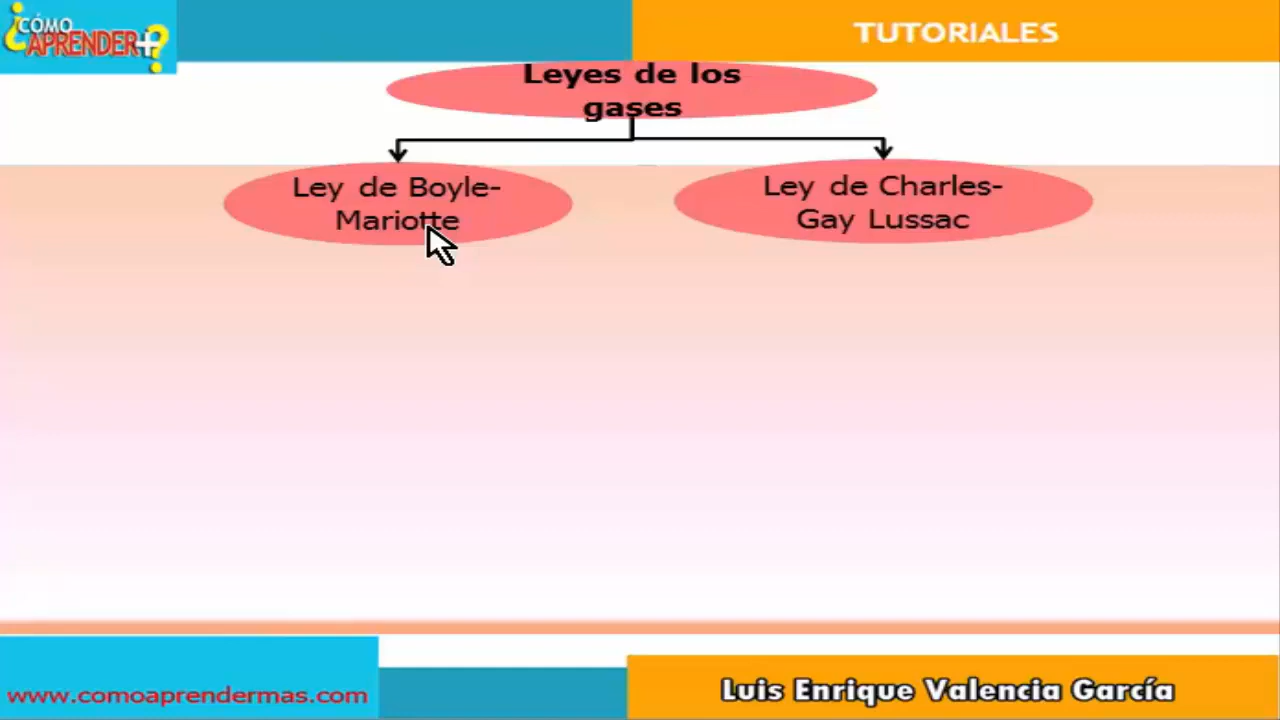 ¿CÓMO
APRENDER+?
TUTORIALES
Leyes de los
gases
Ley de Boyle-
Mariotte
Ley de Charles-
Gay Lussac
www.comoaprendermas.com
Luis Enrique Valencia García